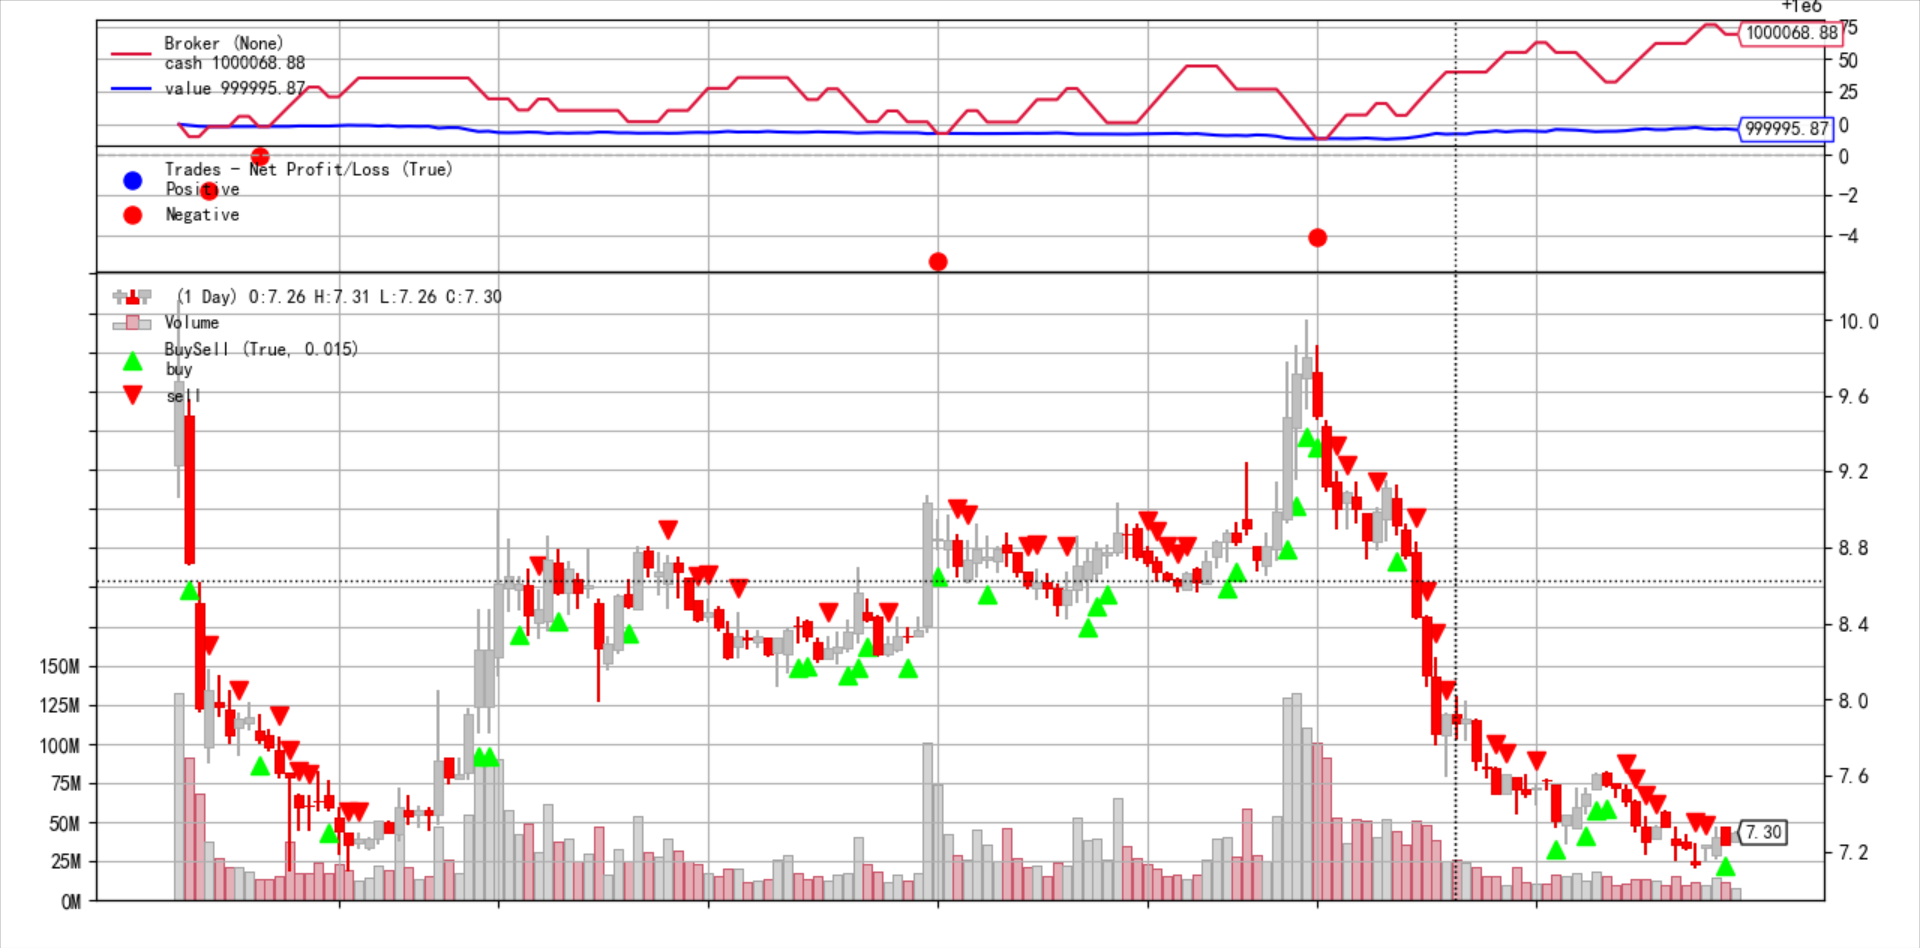 +1e6
Broker (None)
cash 1000068.88
value 999995.87
75
50
25
0
1000068.88
999995.87
Trades - Net Profit/Loss (True)
Positive
Negative
0
−2
−4
(1 Day) O:7.26 H:7.31 L:7.26 C:7.30
Volume
BuySell (True, 0.015)
buy
sell
10.0
9.6
9.2
8.8
8.4
8.0
7.6
7.2
7.30
150M
125M
100M
75M
50M
25M
0M